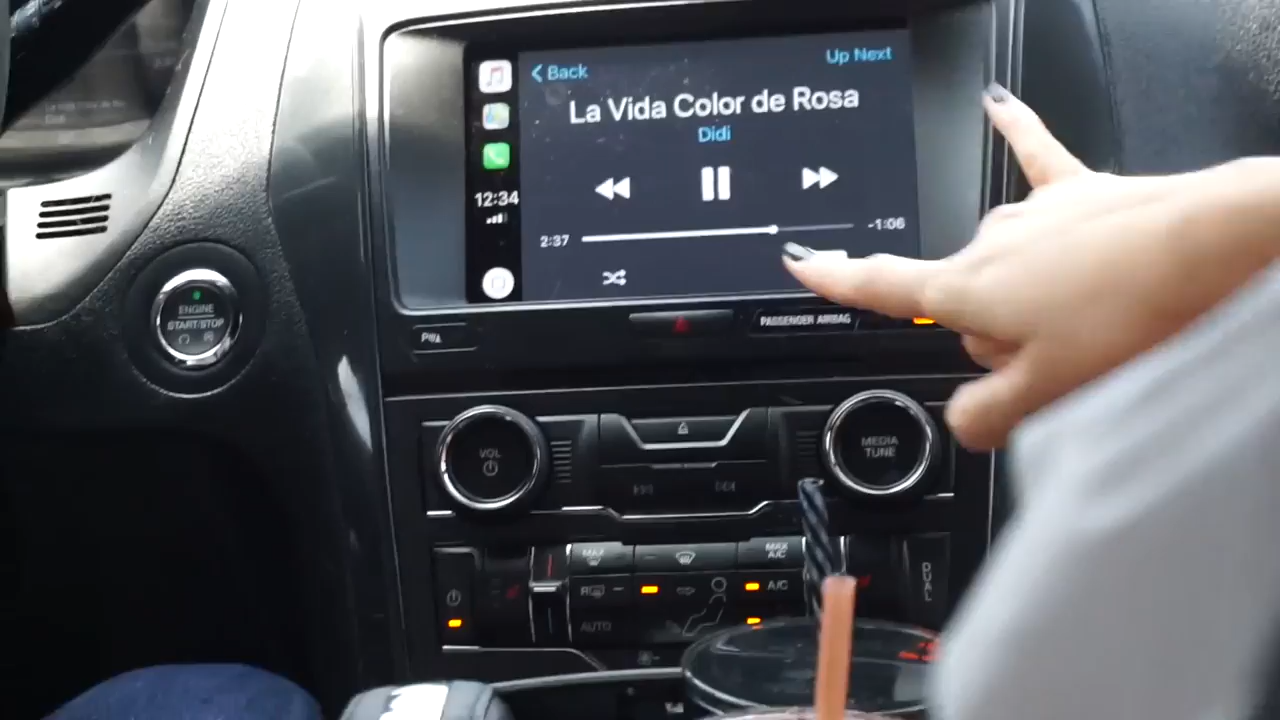 Back
Up Next
La Vida Color de Rosa
Didi
12:34
2:37
-1:06
ENGINE
START/STOP
PASSENGER AIRBAG
VOL
MEDIA
TUNE
MAX
MAX
A/C
R
A/C
AUTO
DUAL